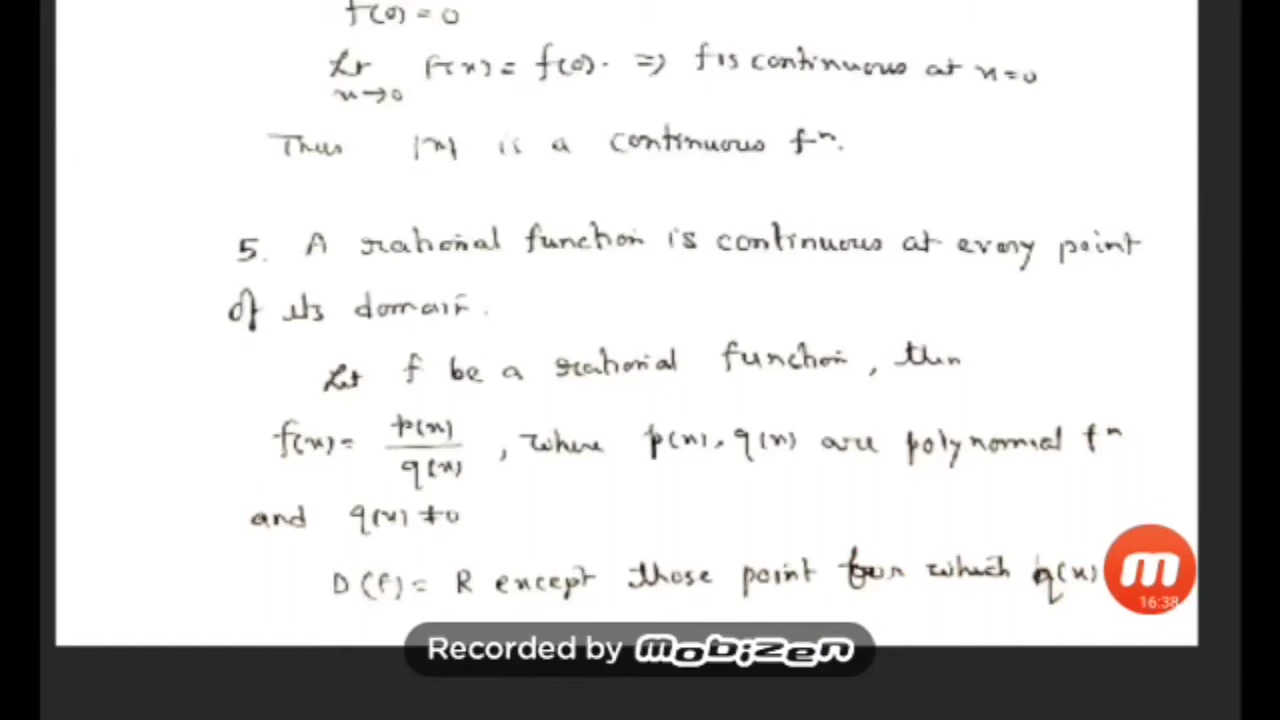 f(0) = 0
Lt f(x) = f(0). => f is continuous at x=0
x→0
Thus |x| is a continuous fⁿ.
5. A rational function is continuous at every point
of its domain.
Let f be a rational function, then
f(x) = p(x)/q(x), where p(x), q(x) are polynomial fⁿ
and q(x) ≠ 0
D(f) = R except those point for which q(x)
16:38
Recorded by mobizen